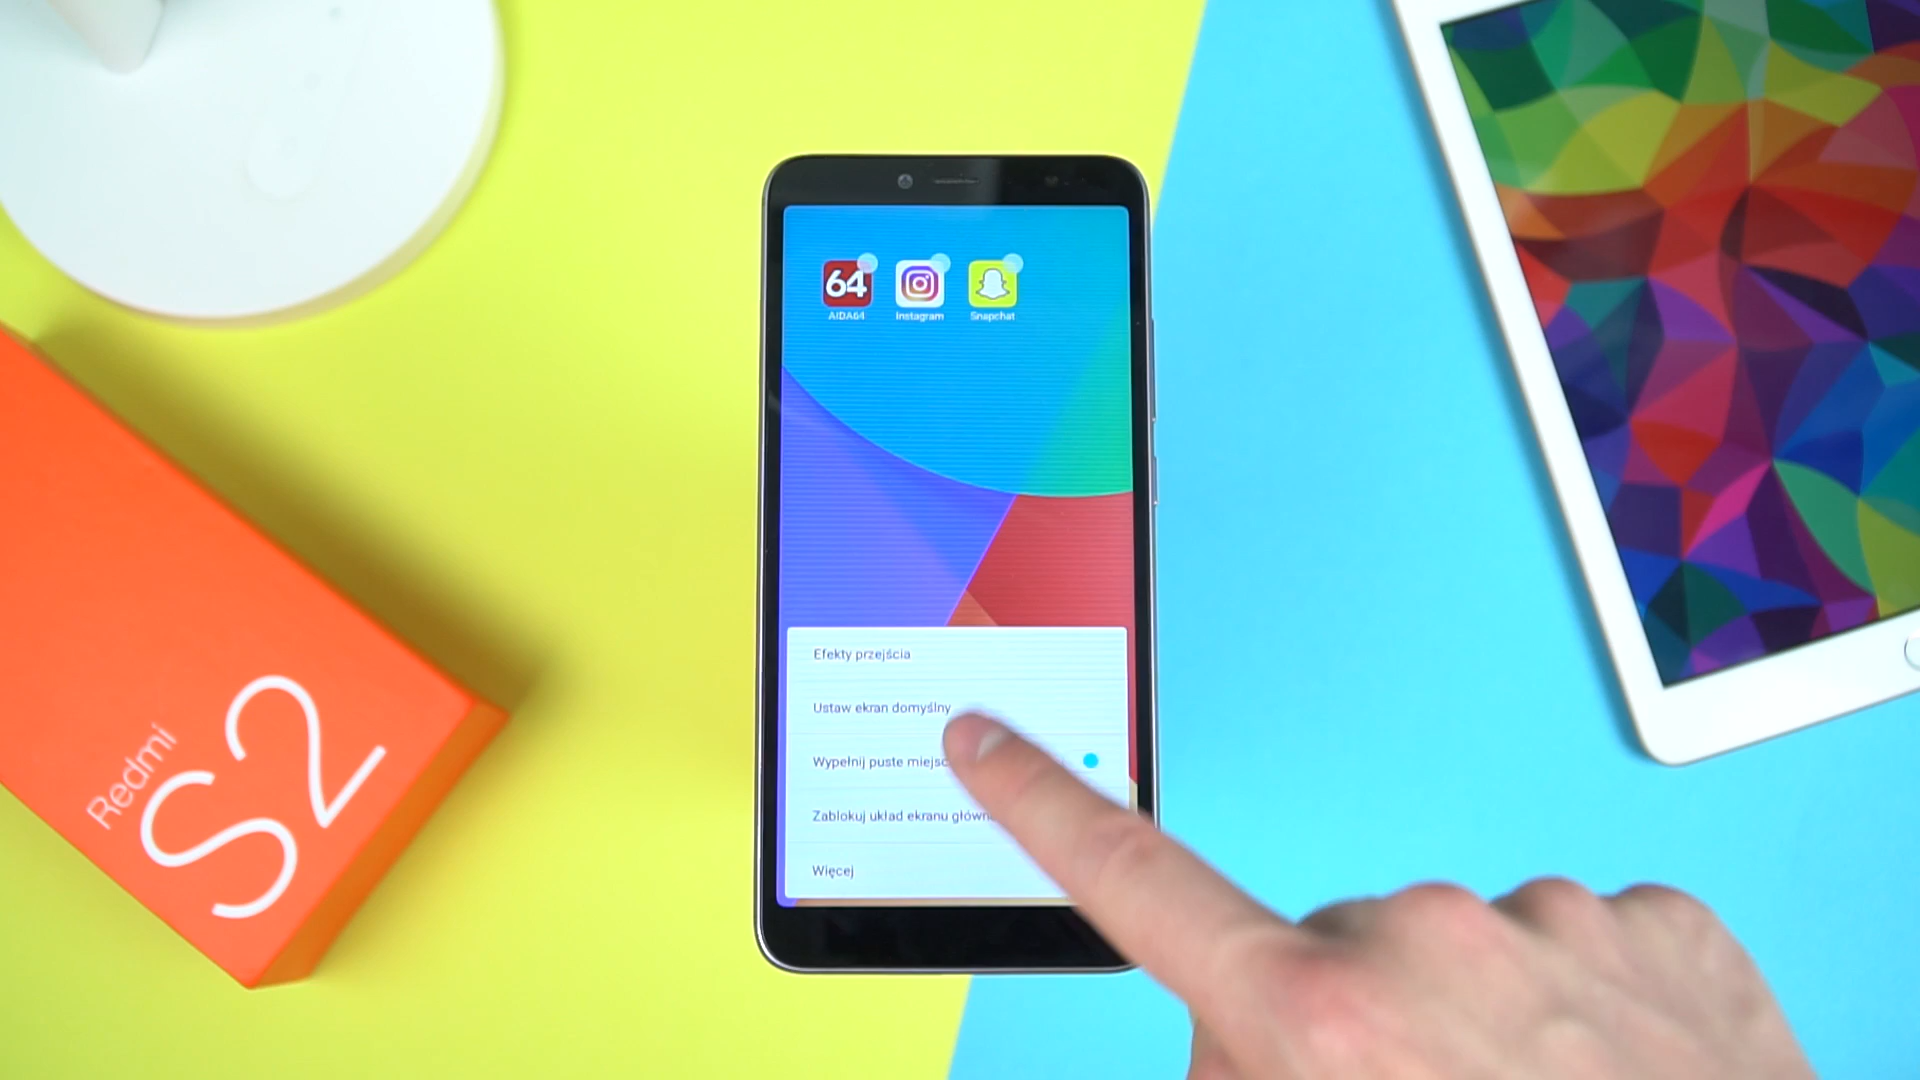 64
AIDA64
Instagram
Snapchat
Efekty przejścia
Ustaw ekran domyślny
Wypełnij puste miejsc
Zablokuj układ ekranu główn
Więcej
Redmi
S2